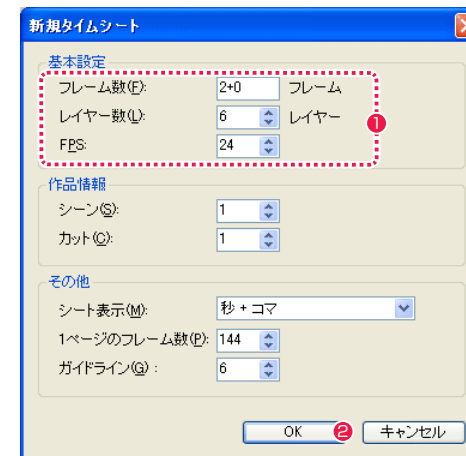 新規タイムシート
基本設定
フレーム数(F): 2+0 フレーム
レイヤー数(L): 6 レイヤー
1
FPS: 24
作品情報
シーン(S): 1
カット(C): 1
その他
シート表示(M): 秒 + コマ
1ページのフレーム数(P): 144
ガイドライン(G) : 6
OK 2 キャンセル